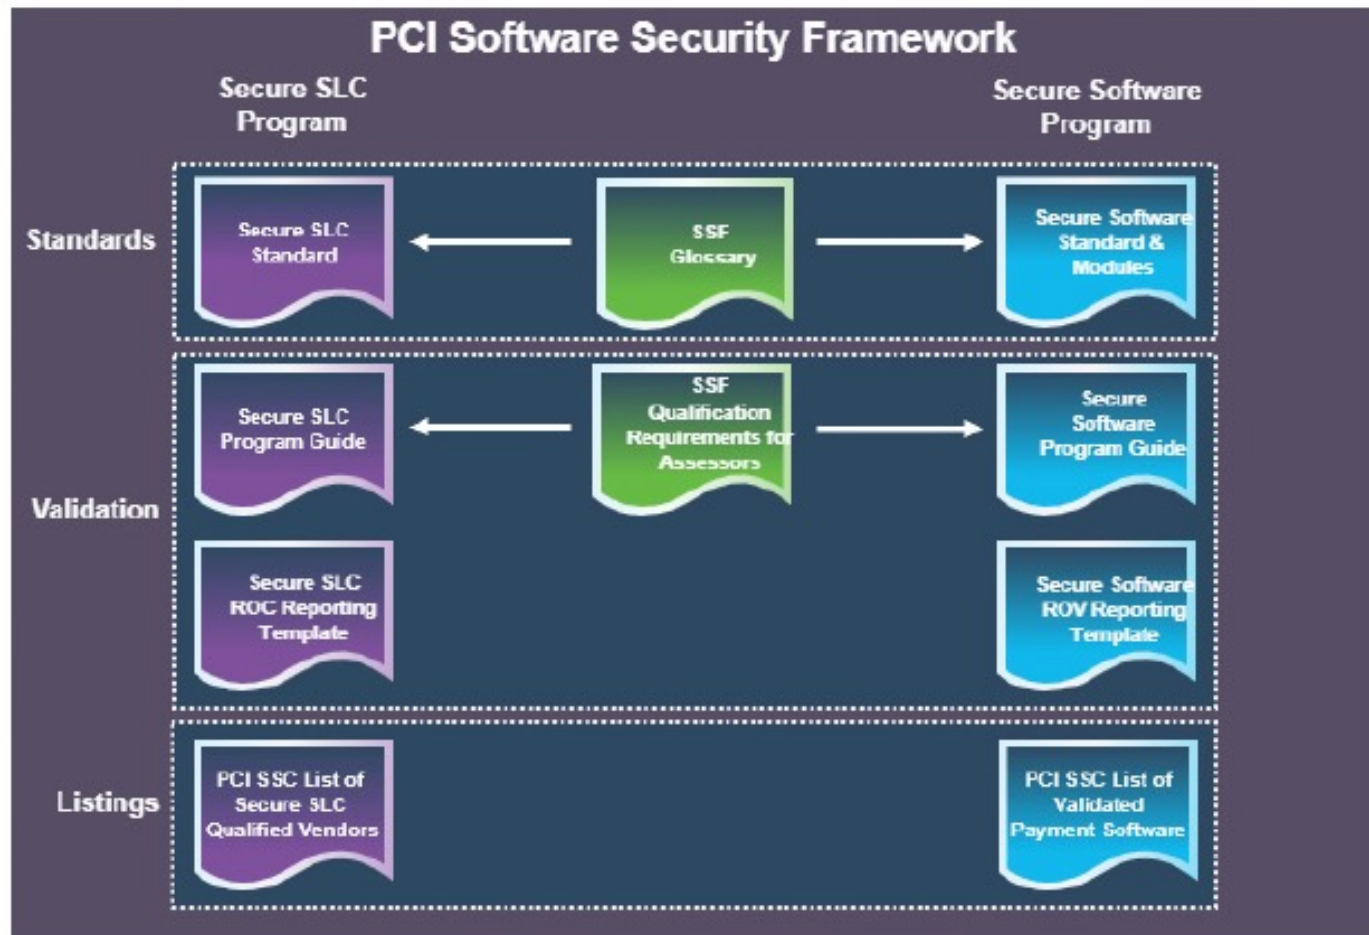 PCI Software Security Framework
Secure SLC
Program
Secure Software
Program
Standards
Secure SLC
Standard
SSF
Glossary
Secure Software
Standard &
Modules
Validation
Secure SLC
Program Guide
SSF
Qualification
Requirements for
Assessors
Secure
Software
Program Guide
Secure SLC
ROC Reporting
Template
Secure Software
ROV Reporting
Template
Listings
PCI SSC List of
Secure SLC
Qualified Vendors
PCI SSC List of
Validated
Payment Software